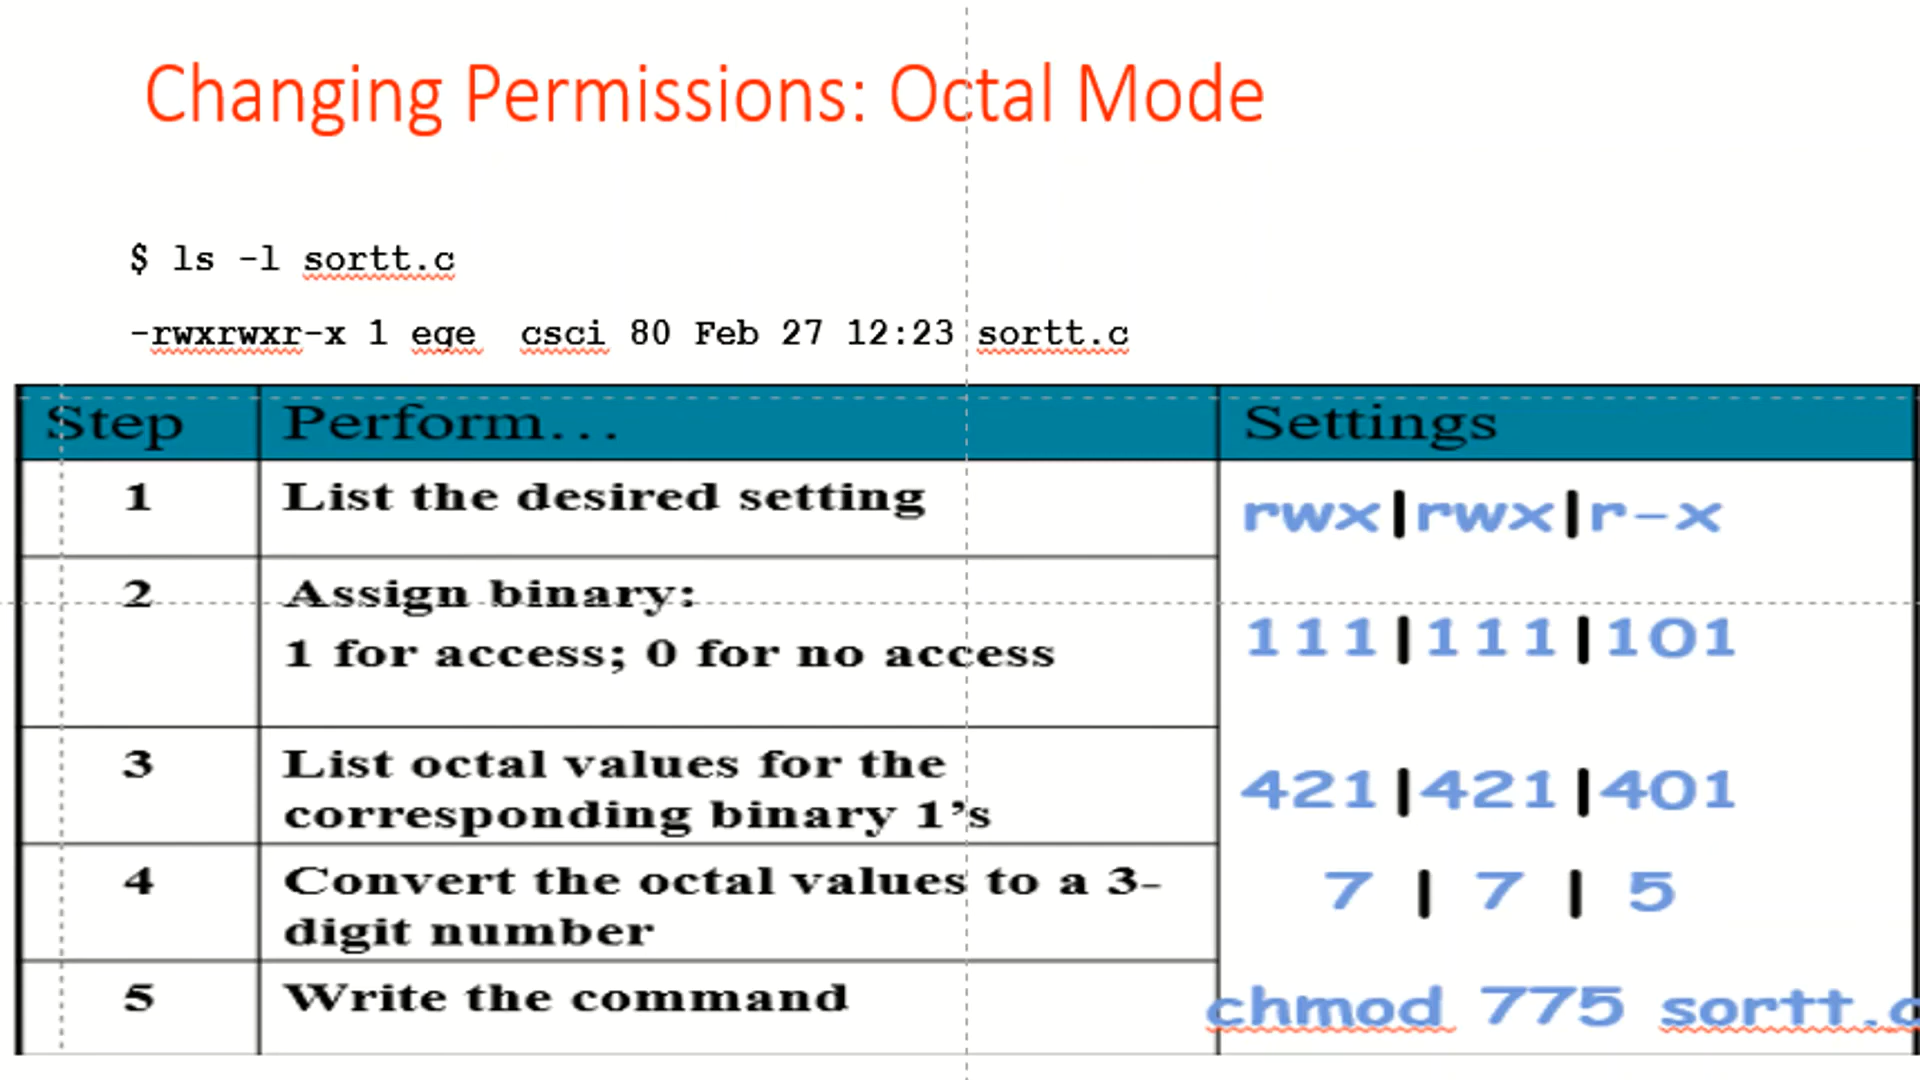 Changing Permissions: Octal Mode
$ ls -l sortt.c
-rwxrwxr-x 1 ege csci 80 Feb 27 12:23 sortt.c
Step Perform... Settings
1 List the desired setting rwx|rwx|r-x
2 Assign binary:
1 for access; 0 for no access 111|111|101
3 List octal values for the
corresponding binary 1’s 421|421|401
4 Convert the octal values to a 3-
digit number 7 | 7 | 5
5 Write the command chmod 775 sortt.c